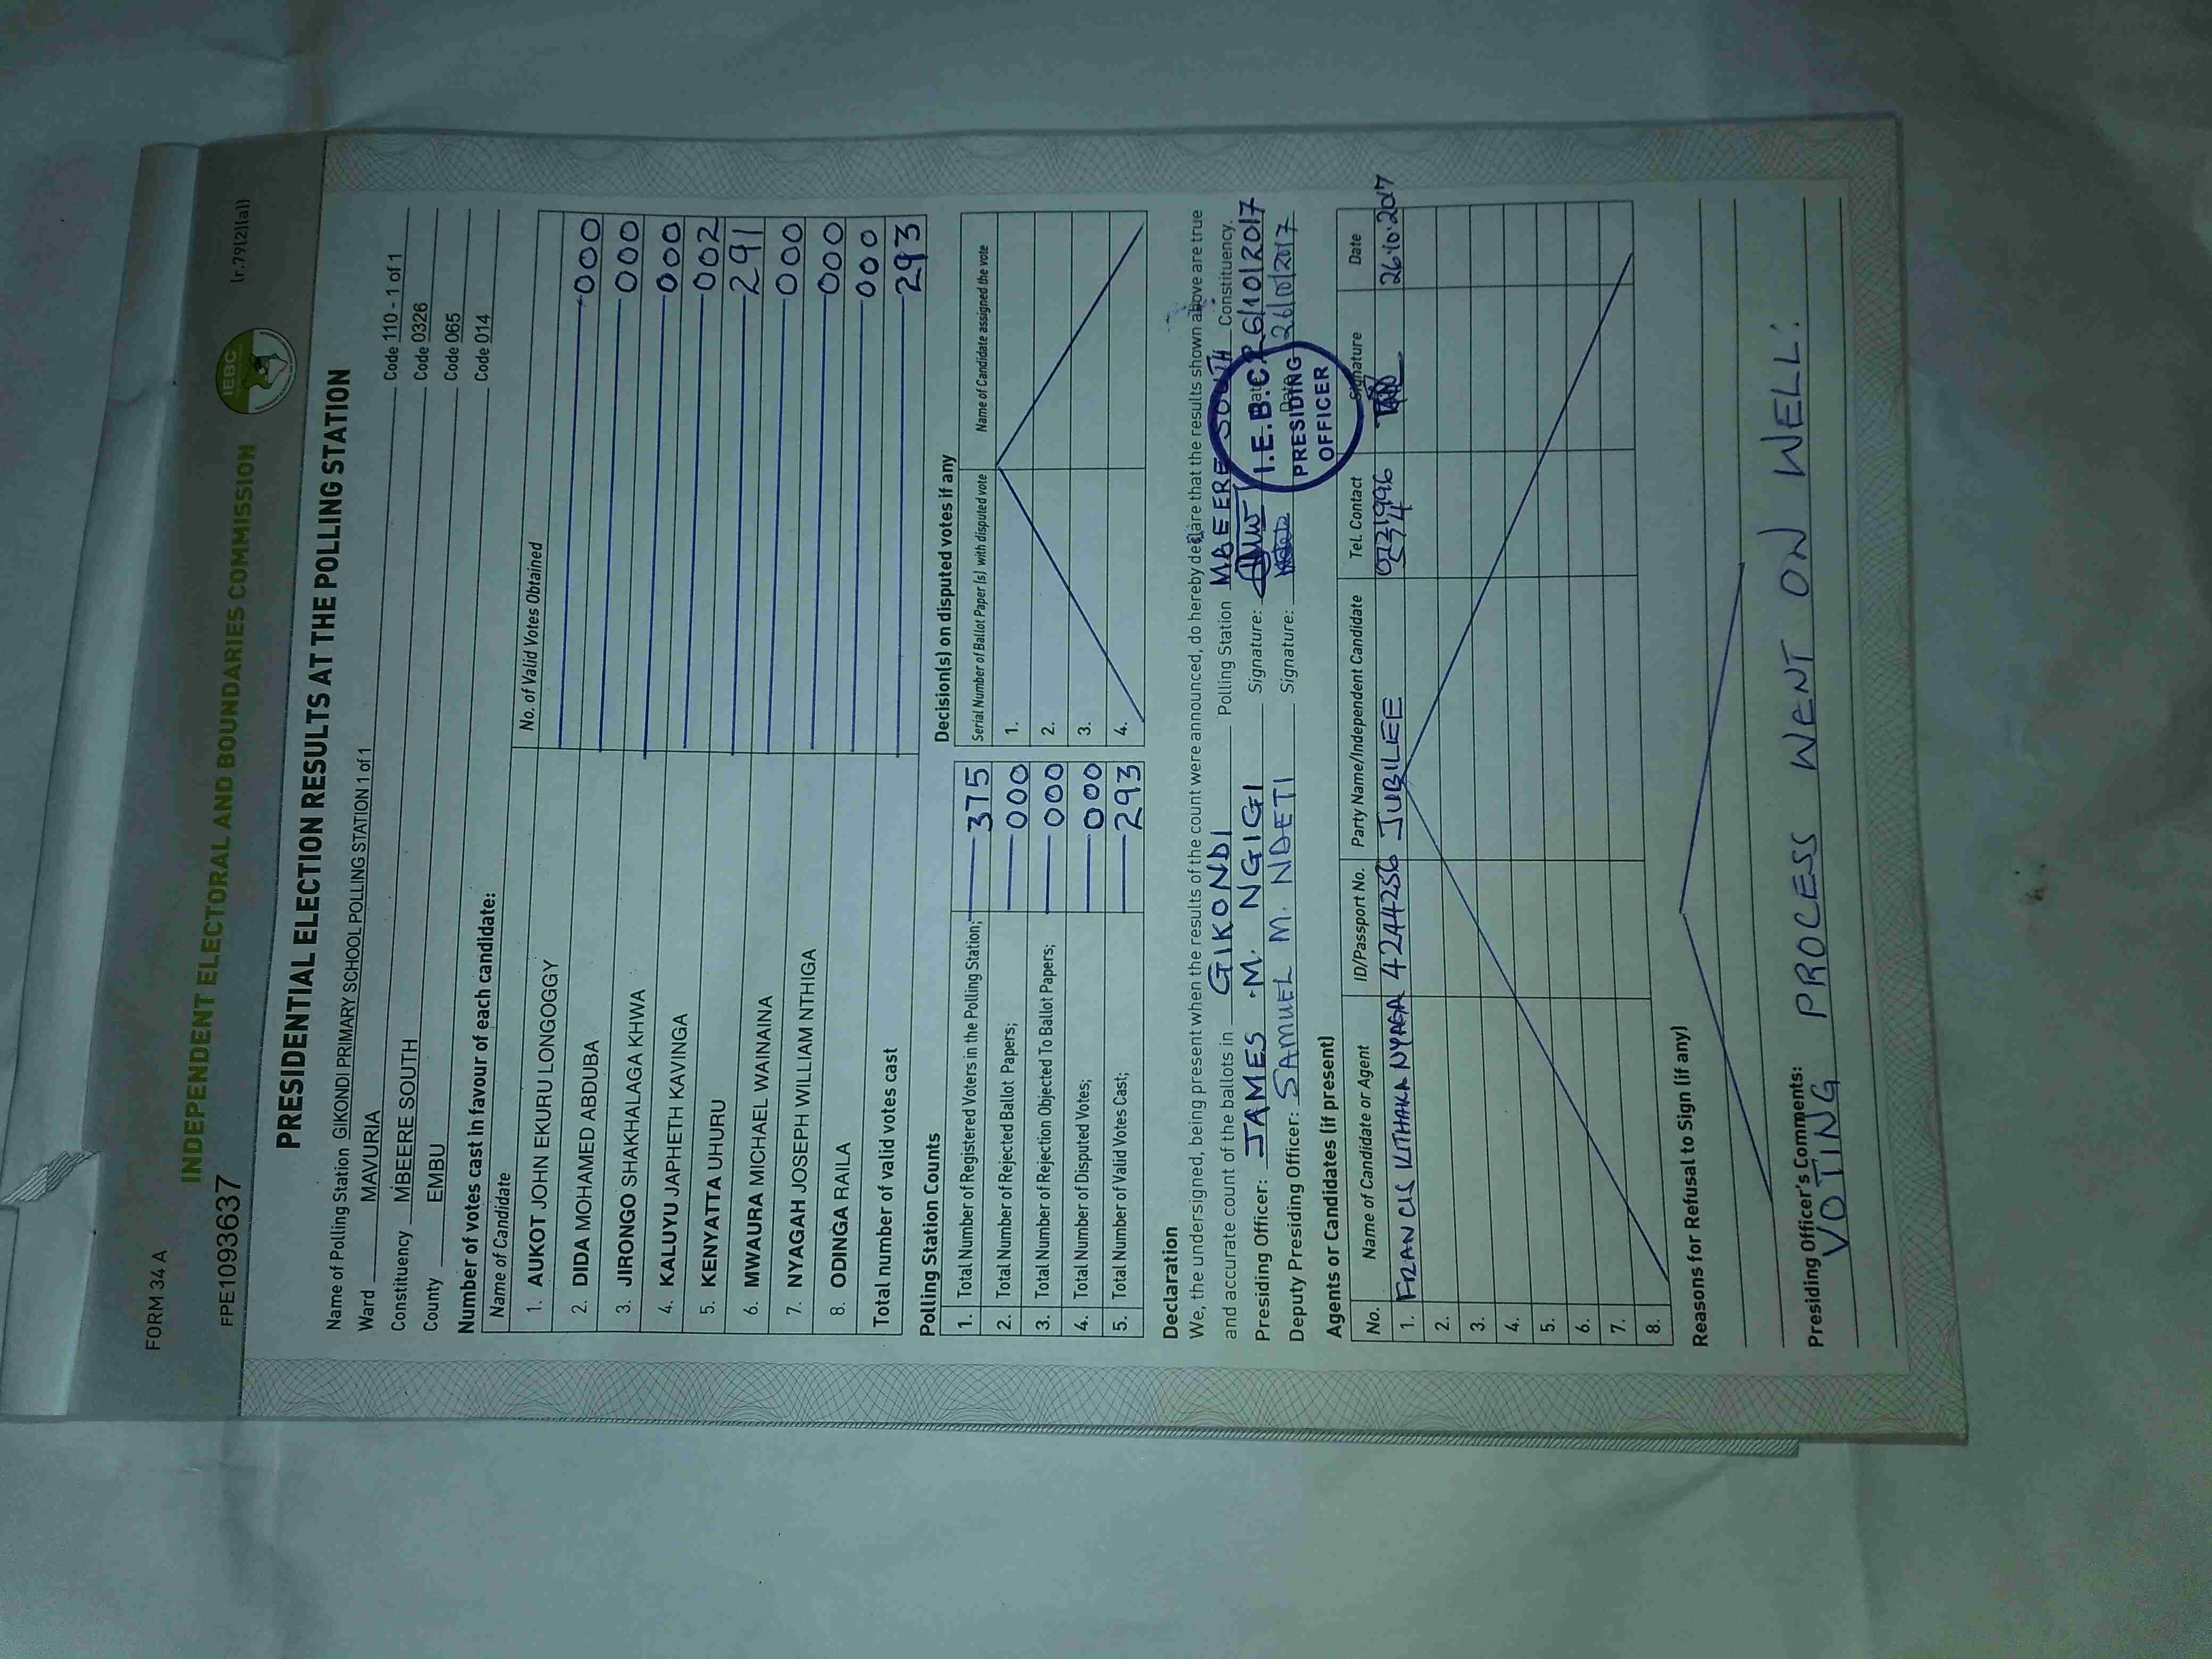 FORM 34 A
FPE1093637
INDEPENDENT ELECTORAL AND BOUNDARIES COMMISSION
IEBC
(r.79(2)(a))
PRESIDENTIAL ELECTION RESULTS AT THE POLLING STATION
Name of Polling Station GIKONDI PRIMARY SCHOOL POLLING STATION 1 of 1 Code 110 - 1 of 1
Ward MAVURIA Code 0326
Constituency MBEERE SOUTH Code 065
County EMBU Code 014
Number of votes cast in favour of each candidate:
Name of Candidate No. of Valid Votes Obtained
1. AUKOT JOHN EKURU LONGOGGY 000
2. DIDA MOHAMED ABDUBA 000
3. JIRONGO SHAKHALAGA KHWA 000
4. KALUYU JAPHETH KAVINGA 002
5. KENYATTA UHURU 291
6. MWAURA MICHAEL WAINAINA 000
7. NYAGAH JOSEPH WILLIAM NTHIGA 000
8. ODINGA RAILA 000
Total number of valid votes cast 293
Polling Station Counts
1. Total Number of Registered Voters in the Polling Station; 375
2. Total Number of Rejected Ballot Papers; 000
3. Total Number of Rejection Objected To Ballot Papers; 000
4. Total Number of Disputed Votes; 000
5. Total Number of Valid Votes Cast; 293
Decision(s) on disputed votes if any
Serial Number of Ballot Paper (s) with disputed vote Name of Candidate assigned the vote
1.
2.
3.
4.
Declaration
We, the undersigned, being present when the results of the count were announced, do hereby declare that the results shown above are true
and accurate count of the ballots in GIKONDI Polling Station MBEERE SOUTH Constituency.
Presiding Officer: JAMES M. NGIGI Signature: Date 26/10/2017
Deputy Presiding Officer: SAMUEL M. NDETI Signature: Date 26/10/2017
I.E.B.C.
PRESIDING
OFFICER
Agents or Candidates (if present)
No. Name of Candidate or Agent ID/Passport No. Party Name/Independent Candidate Tel. Contact Signature Date
1. FRANCIS KITHAKA NYAGA 4244256 JUBILEE 26.10.2017
2.
3.
4.
5.
6.
7.
8.
Reasons for Refusal to Sign (if any)
Presiding Officer's Comments:
VOTING PROCESS WENT ON WELL.